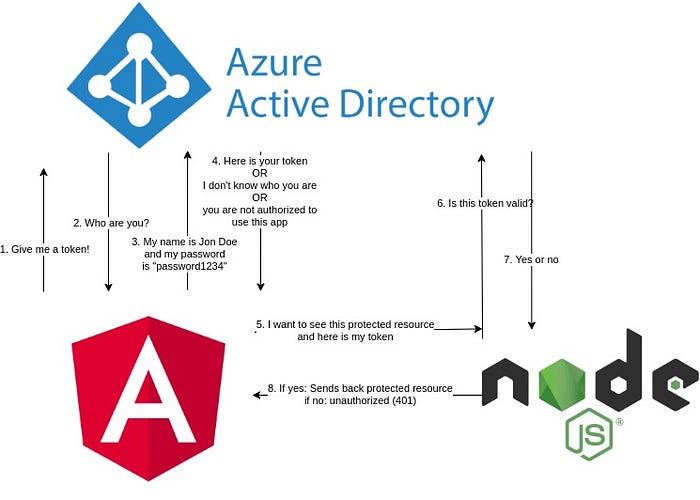 Azure
Active Directory
4. Here is your token
OR
I don't know who you are
OR
you are not authorized to
use this app
1. Give me a token!
2. Who are you?
3. My name is Jon Doe
and my password
is "password1234"
6. Is this token valid?
7. Yes or no
5. I want to see this protected resource
and here is my token
8. If yes: Sends back protected resource
if no: unauthorized (401)
A
node
JS
®